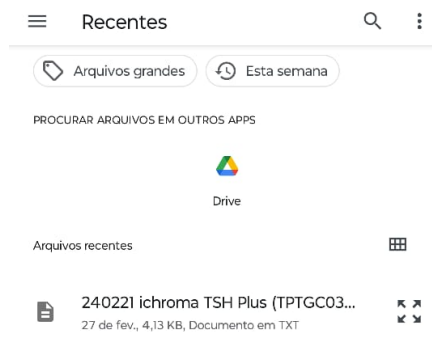 Recentes
Arquivos grandes
Esta semana
PROCURAR ARQUIVOS EM OUTROS APPS
Drive
Arquivos recentes
240221 ichroma TSH Plus (TPTGC03...
27 de fev., 4,13 KB, Documento em TXT